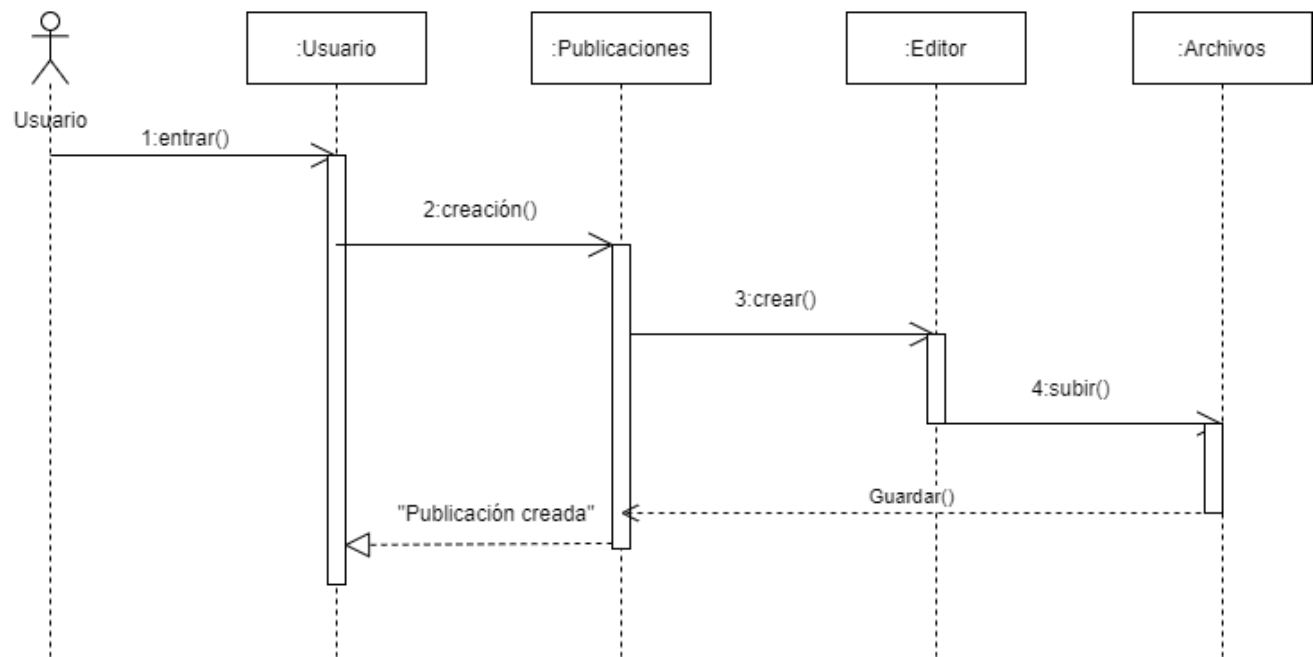 :Usuario
:Publicaciones
:Editor
:Archivos
Usuario
1:entrar()
2:creación()
3:crear()
4:subir()
Guardar()
"Publicación creada"